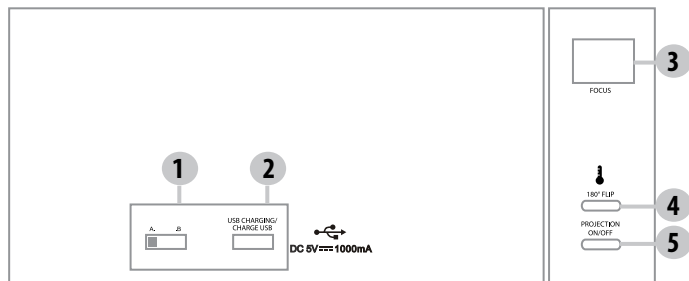 1
2
A. .B
USB CHARGING/
CHARGE USB
DC 5V⎓1000mA
3
FOCUS
180° FLIP
4
PROJECTION
ON/OFF
5